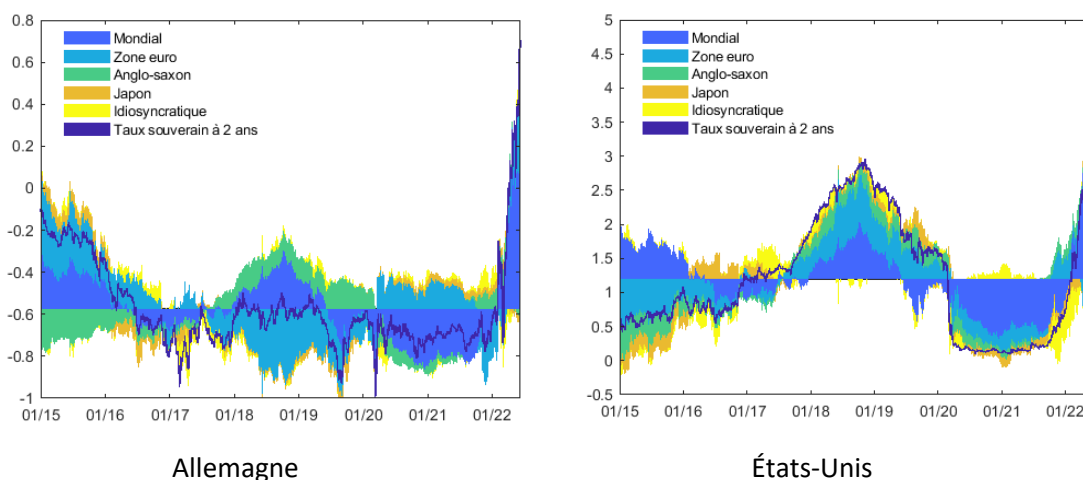 0.8
0.6
0.4
0.2
0
-0.2
-0.4
-0.6
-0.8
-1
Mondial
Zone euro
Anglo-saxon
Japon
Idiosyncratique
Taux souverain à 2 ans
01/15 01/16 01/17 01/18 01/19 01/20 01/21 01/22
Allemagne
5
4.5
4
3.5
3
2.5
2
1.5
1
0.5
0
-0.5
Mondial
Zone euro
Anglo-saxon
Japon
Idiosyncratique
Taux souverain à 2 ans
01/15 01/16 01/17 01/18 01/19 01/20 01/21 01/22
États-Unis